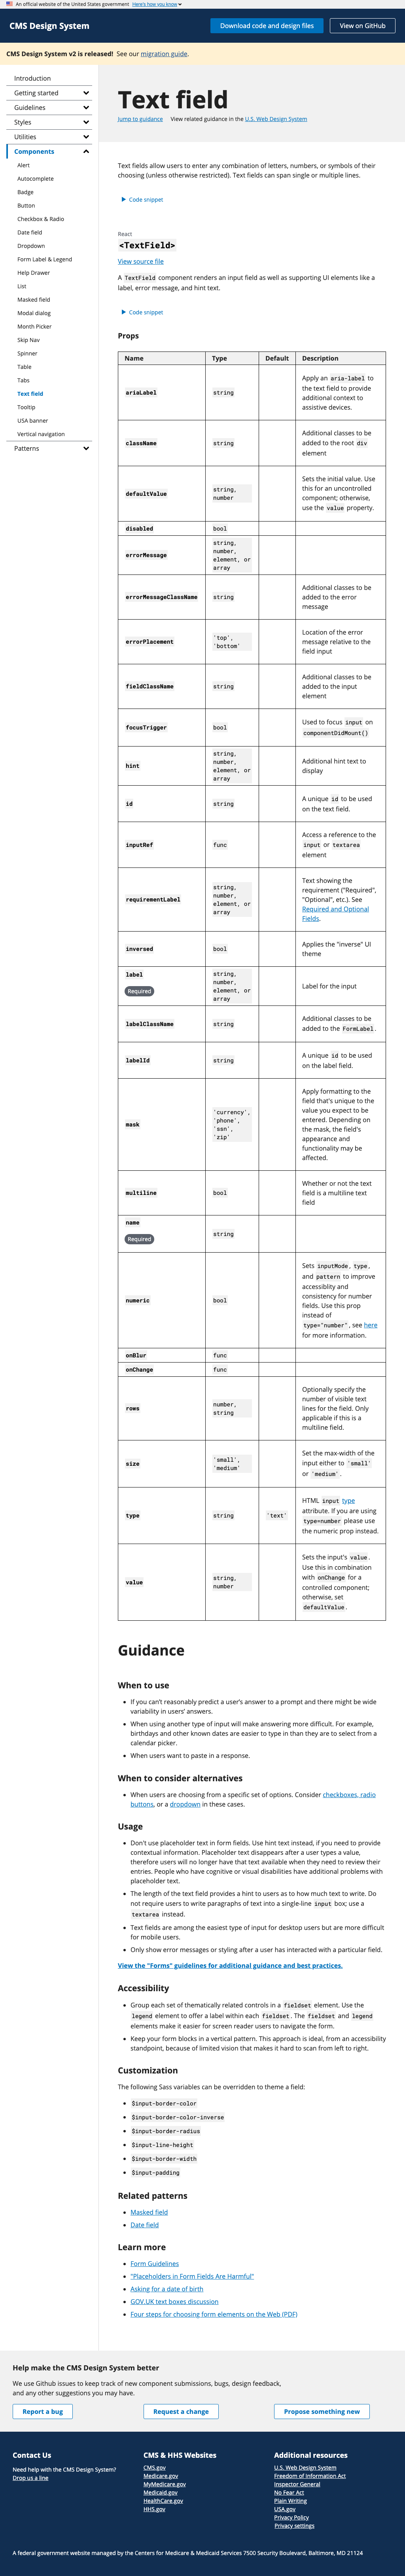 An official website of the United States government Here's how you know
CMS Design System
Download code and design files
View on GitHub
CMS Design System v2 is released! See our migration guide.
Introduction
Getting started
Guidelines
Styles
Utilities
Components
Alert
Autocomplete
Badge
Button
Checkbox & Radio
Date field
Dropdown
Form Label & Legend
Help Drawer
List
Masked field
Modal dialog
Month Picker
Skip Nav
Spinner
Table
Tabs
Text field
Tooltip
USA banner
Vertical navigation
Patterns
Text field
Jump to guidance View related guidance in the U.S. Web Design System
Text fields allow users to enter any combination of letters, numbers, or symbols of their
choosing (unless otherwise restricted). Text fields can span single or multiple lines.
Code snippet
React
<TextField>
View source file
A TextField component renders an input field as well as supporting UI elements like a
label, error message, and hint text.
Code snippet
Props
Name Type Default Description
ariaLabel string Apply an aria-label to
the text field to provide
additional context to
assistive devices.
className string Additional classes to be
added to the root div
element
defaultValue string, number Sets the initial value. Use
this for an uncontrolled
component; otherwise,
use the value property.
disabled bool
errorMessage string,
number,
element, or
array
errorMessageClassName string Additional classes to be
added to the error
message
errorPlacement 'top', 'bottom' Location of the error
message relative to the
field input
fieldClassName string Additional classes to be
added to the input
element
focusTrigger bool Used to focus input on
componentDidMount()
hint string,
number,
element, or
array
Additional hint text to
display
id string A unique id to be used
on the text field.
inputRef func Access a reference to the
input or textarea
element
requirementLabel string,
number,
element, or
array
Text showing the
requirement ("Required",
"Optional", etc.). See
Required and Optional
Fields.
inversed bool Applies the "inverse" UI
theme
label
Required
string,
number,
element, or
array
Label for the input
labelClassName string Additional classes to be
added to the FormLabel.
labelId string A unique id to be used
on the label field.
mask 'currency',
'phone',
'ssn',
'zip'
Apply formatting to the
field that's unique to the
value you expect to be
entered. Depending on
the mask, the field's
appearance and
functionality may be
affected.
multiline bool Whether or not the text
field is a multiline text
field
name
Required
string
numeric bool Sets inputMode, type,
and pattern to improve
accessiblity and
consistency for number
fields. Use this prop
instead of
type="number", see here
for more information.
onBlur func
onChange func
rows number, string Optionally specify the
number of visible text
lines for the field. Only
applicable if this is a
multiline field.
size 'small', 'medium' Set the max-width of the
input either to 'small'
or 'medium'.
type string 'text' HTML input type
attribute. If you are using
type=number please use
the numeric prop instead.
value string, number Sets the input's value.
Use this in combination
with onChange for a
controlled component;
otherwise, set
defaultValue.
Guidance
When to use
If you can't reasonably predict a user's answer to a prompt and there might be wide
variability in users' answers.
When using another type of input will make answering more difficult. For example,
birthdays and other known dates are easier to type in than they are to select from a
calendar picker.
When users want to paste in a response.
When to consider alternatives
When users are choosing from a specific set of options. Consider checkboxes, radio
buttons, or a dropdown in these cases.
Usage
Don't use placeholder text in form fields. Use hint text instead, if you need to provide
contextual information. Placeholder text disappears after a user types a value,
therefore users will no longer have that text available when they need to review their
entries. People who have cognitive or visual disabilities have additional problems with
placeholder text.
The length of the text field provides a hint to users as to how much text to write. Do
not require users to write paragraphs of text into a single-line input box; use a
textarea instead.
Text fields are among the easiest type of input for desktop users but are more difficult
for mobile users.
Only show error messages or styling after a user has interacted with a particular field.
View the "Forms" guidelines for additional guidance and best practices.
Accessibility
Group each set of thematically related controls in a fieldset element. Use the
legend element to offer a label within each fieldset. The fieldset and legend
elements make it easier for screen reader users to navigate the form.
Keep your form blocks in a vertical pattern. This approach is ideal, from an accessibility
standpoint, because of limited vision that makes it hard to scan from left to right.
Customization
The following Sass variables can be overridden to theme a field:
$input-border-color
$input-border-color-inverse
$input-border-radius
$input-line-height
$input-border-width
$input-padding
Related patterns
Masked field
Date field
Learn more
Form Guidelines
"Placeholders in Form Fields Are Harmful"
Asking for a date of birth
GOV.UK text boxes discussion
Four steps for choosing form elements on the Web (PDF)
Help make the CMS Design System better
We use Github issues to keep track of new component submissions, bugs, design feedback,
and any other suggestions you may have.
Report a bug
Request a change
Propose something new
Contact Us
Need help with the CMS Design System?
Drop us a line
CMS & HHS Websites
CMS.gov
Medicare.gov
MyMedicare.gov
Medicaid.gov
HealthCare.gov
HHS.gov
Additional resources
U.S. Web Design System
Freedom of Information Act
Inspector General
No Fear Act
Plain Writing
USA.gov
Privacy Policy
Privacy settings
A federal government website managed by the Centers for Medicare & Medicaid Services 7500 Security Boulevard, Baltimore, MD 21124